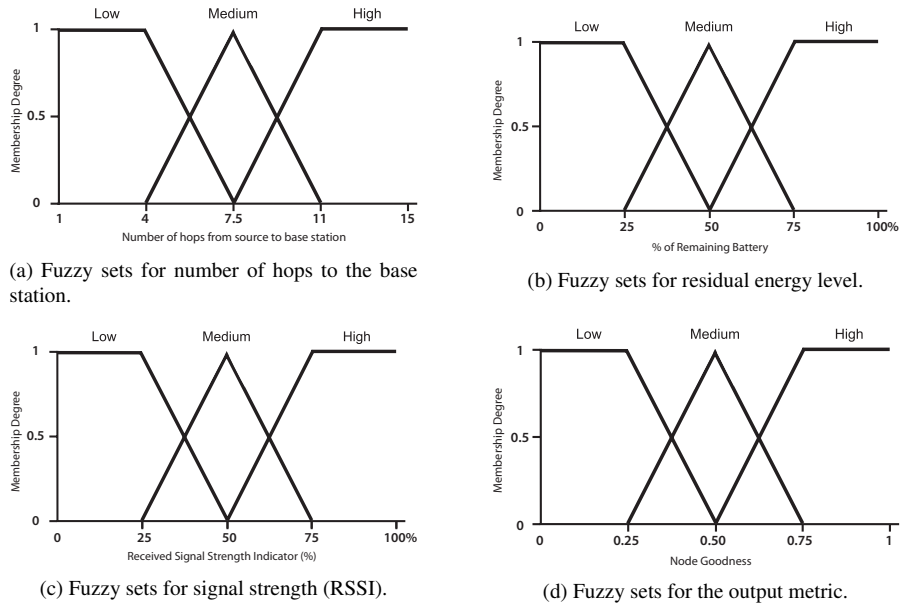 Low Medium High
1
0.5
0
Membership Degree
1 4 7.5 11 15
Number of hops from source to base station
(a) Fuzzy sets for number of hops to the base
station.
Low Medium High
1
0.5
0
Membership Degree
0 25 50 75 100%
% of Remaining Battery
(b) Fuzzy sets for residual energy level.
Low Medium High
1
0.5
0
Membership Degree
0 25 50 75 100%
Received Signal Strength Indicator (%)
(c) Fuzzy sets for signal strength (RSSI).
Low Medium High
1
0.5
0
Membership Degree
0 0.25 0.50 0.75 1
Node Goodness
(d) Fuzzy sets for the output metric.